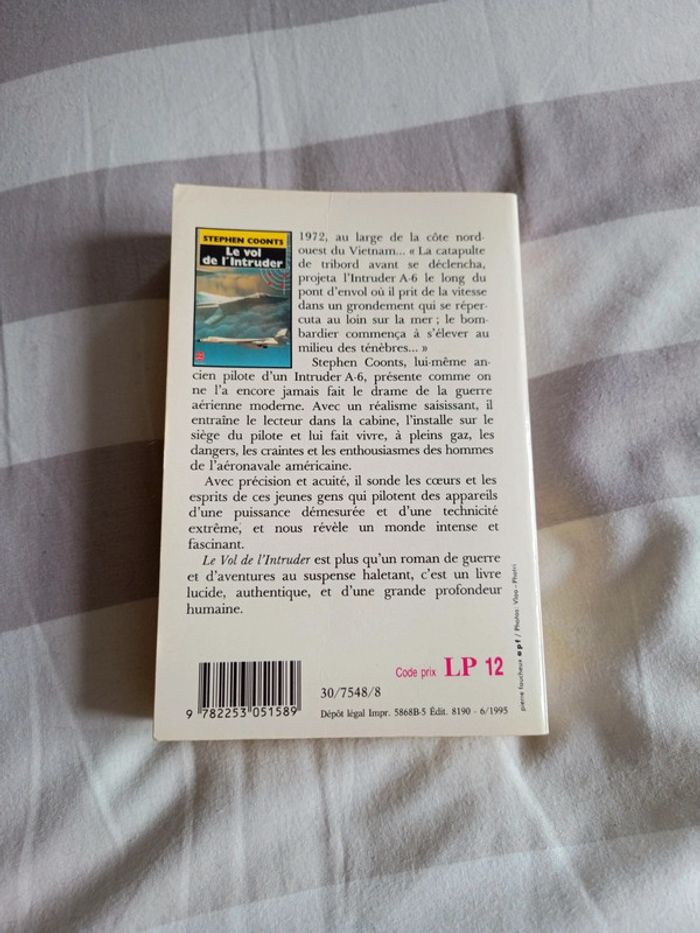 STEPHEN COONTS
Le vol
de l'Intruder
1972, au large de la côte nord-
ouest du Vietnam... « La catapulte
de tribord avant se déclencha,
projeta l'Intruder A-6 le long du
pont d'envol où il prit de la vitesse
dans un grondement qui se réper-
cuta au loin sur la mer ; le bom-
bardier commença à s'élever au
milieu des ténèbres... »
Stephen Coonts, lui-même an-
cien pilote d'un Intruder A-6, présente comme on
ne l'a encore jamais fait le drame de la guerre
aérienne moderne. Avec un réalisme saisissant, il
entraîne le lecteur dans la cabine, l'installe sur le
siège du pilote et lui fait vivre, à pleins gaz, les
dangers, les craintes et les enthousiasmes des hommes
de l'aéronavale américaine.
Avec précision et acuité, il sonde les cœurs et les
esprits de ces jeunes gens qui pilotent des appareils
d'une puissance démesurée et d'une technicité
extrême, et nous révèle un monde intense et
fascinant.
Le Vol de l'Intruder est plus qu'un roman de guerre
et d'aventures au suspense haletant, c'est un livre
lucide, authentique, et d'une grande profondeur
humaine.
pierre faucheux apf / Photos: Vloo - Photri
Code prix LP 12
30/7548/8
9 782253 051589
Dépôt légal Impr. 5868B-5 Édit. 8190 - 6/1995